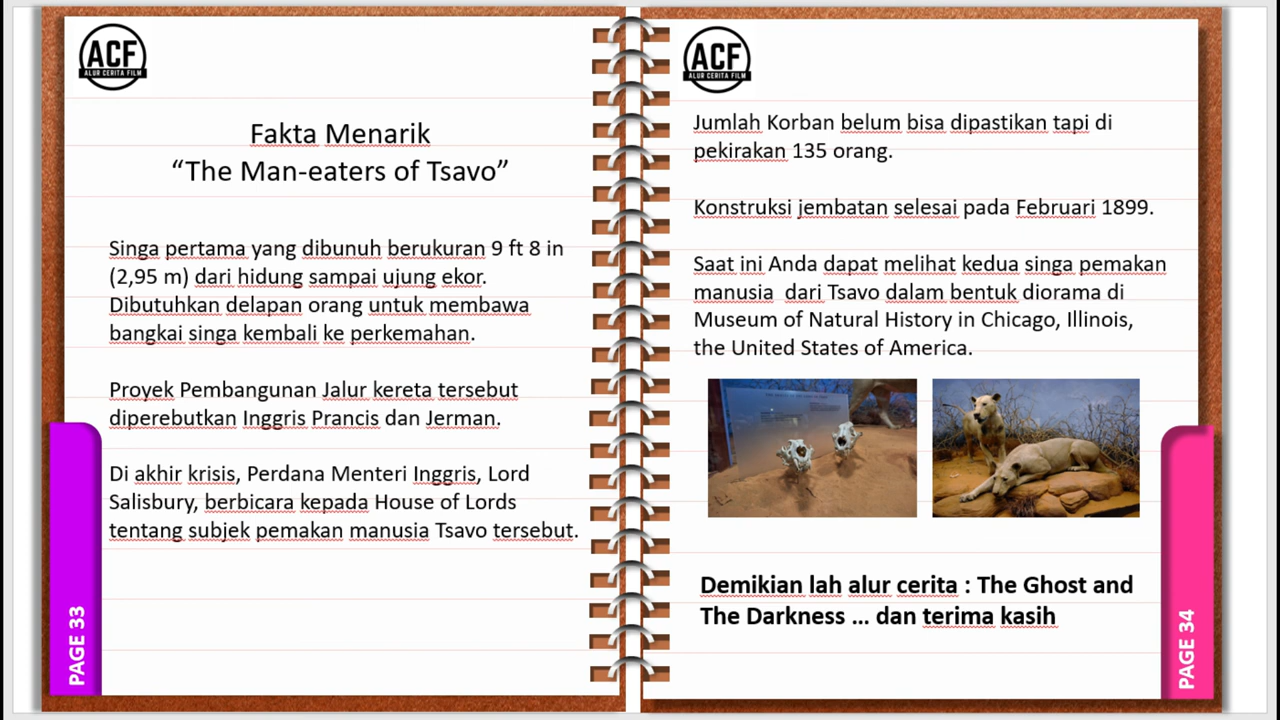 ACF
ALUR CERITA FILM
Fakta Menarik
“The Man-eaters of Tsavo”
Singa pertama yang dibunuh berukuran 9 ft 8 in
(2,95 m) dari hidung sampai ujung ekor.
Dibutuhkan delapan orang untuk membawa
bangkai singa kembali ke perkemahan.
Proyek Pembangunan Jalur kereta tersebut
diperebutkan Inggris Prancis dan Jerman.
Di akhir krisis, Perdana Menteri Inggris, Lord
Salisbury, berbicara kepada House of Lords
tentang subjek pemakan manusia Tsavo tersebut.
PAGE 33
ACF
ALUR CERITA FILM
Jumlah Korban belum bisa dipastikan tapi di
pekirakan 135 orang.
Konstruksi jembatan selesai pada Februari 1899.
Saat ini Anda dapat melihat kedua singa pemakan
manusia  dari Tsavo dalam bentuk diorama di
Museum of Natural History in Chicago, Illinois,
the United States of America.
Demikian lah alur cerita : The Ghost and
The Darkness ... dan terima kasih
PAGE 34